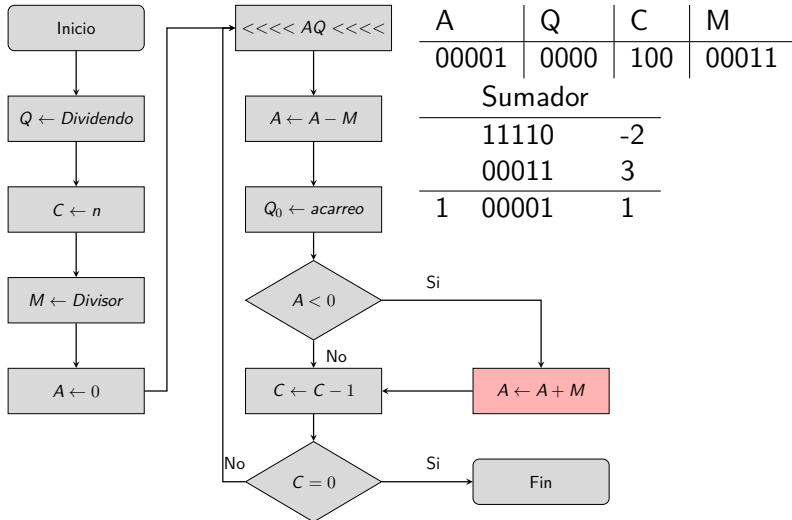 Inicio
Q ← Dividendo
C ← n
M ← Divisor
A ← 0
<<<< AQ <<<<
A ← A − M
Q₀ ← acarreo
A < 0
Si
No
C ← C − 1
A ← A + M
C = 0
No
Si
Fin
A Q C M
00001 0000 100 00011
Sumador
11110 -2
00011 3
1 00001 1